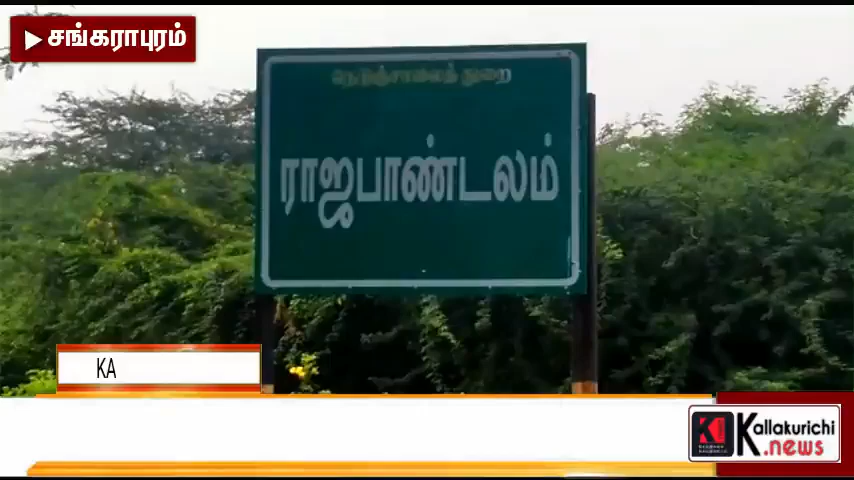 சங்கராபுரம்
நெடுஞ்சாலைத் துறை
ராஜபாண்டலம்
KA
Kallakurichi
.news